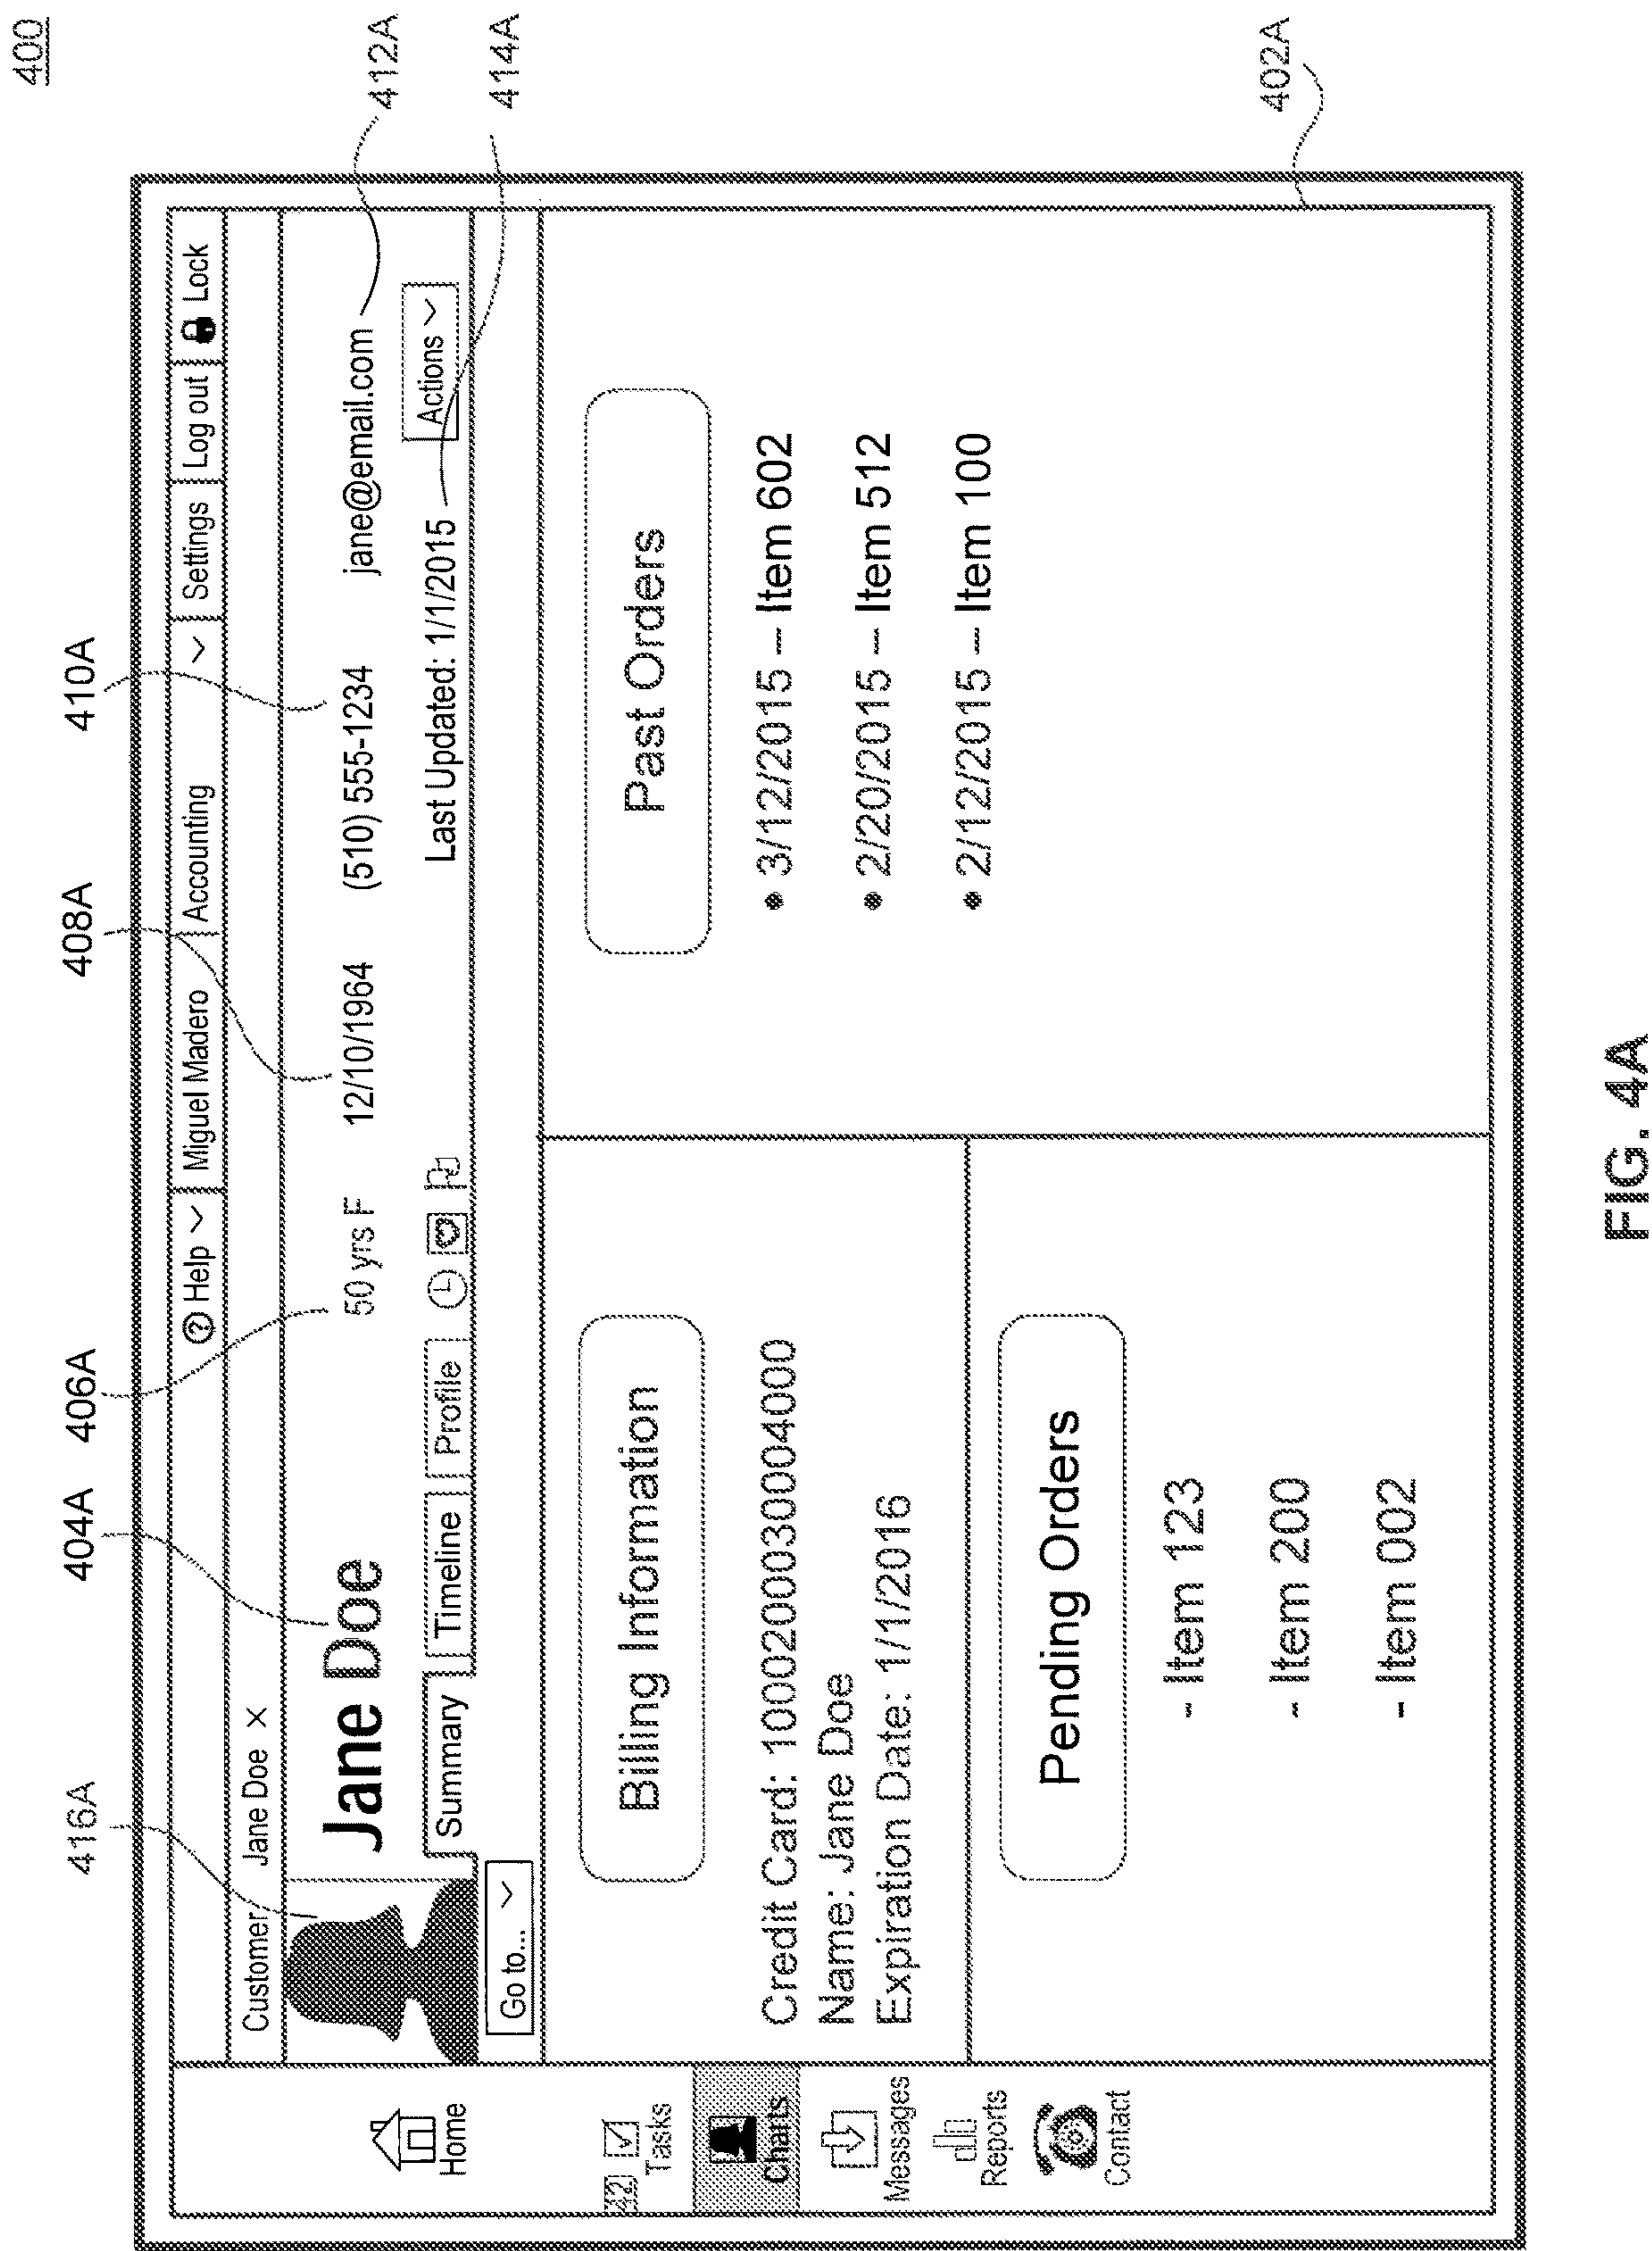 400
416A
404A
406A
408A
410A
412A
414A
402A
Help
Miguel Madero
Accounting
Settings
Log out
Lock
Customer
Jane Doe ×
Jane Doe
50 yrs F
12/10/1964
(510) 555-1234
jane@email.com
Summary
Timeline
Profile
Last Updated: 1/1/2015
Actions
Go to...
Home
42
Tasks
Charts
Messages
Reports
Contact
Billing Information
Credit Card: 1000200030004000
Name: Jane Doe
Expiration Date: 1/1/2016
Pending Orders
- Item 123
- Item 200
- Item 002
Past Orders
• 3/12/2015 – Item 602
• 2/20/2015 – Item 512
• 2/12/2015 – Item 100
FIG. 4A